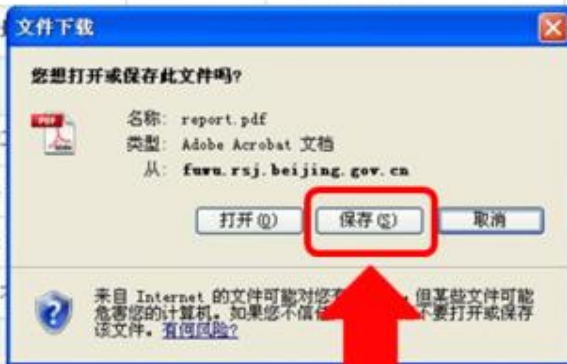 文件下载
您想打开或保存此文件吗?
PDF
名称: report.pdf
类型: Adobe Acrobat 文档
从: fuwu.rsj.beijing.gov.cn
打开(O) 保存(S) 取消
来自 Internet 的文件可能对您有 ，但某些文件可能
危害您的计算机。如果您不信 不要打开或保存
该文件。有何风险?